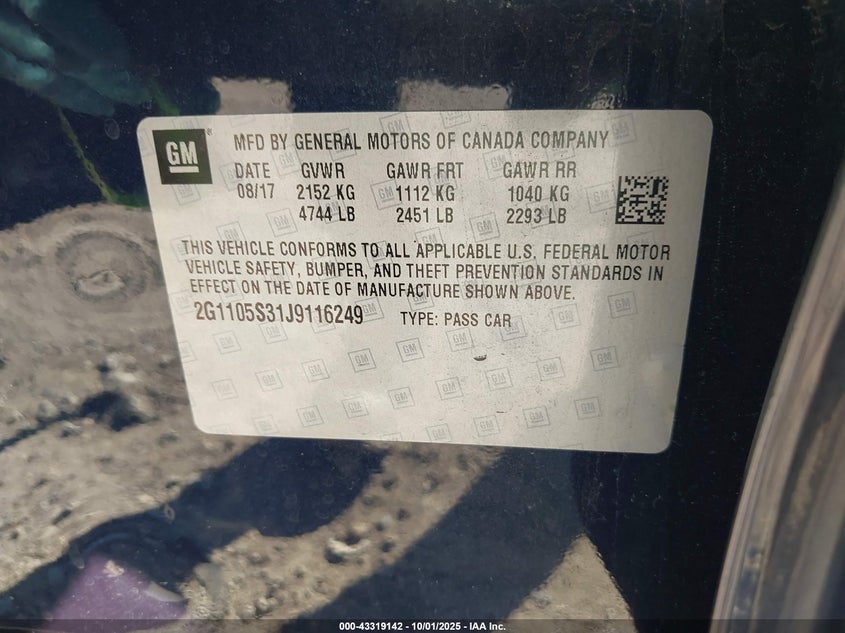 GM
MFD BY GENERAL MOTORS OF CANADA COMPANY
DATE GVWR GAWR FRT GAWR RR
08/17 2152 KG 1112 KG 1040 KG
4744 LB 2451 LB 2293 LB
THIS VEHICLE CONFORMS TO ALL APPLICABLE U.S. FEDERAL MOTOR
VEHICLE SAFETY, BUMPER, AND THEFT PREVENTION STANDARDS IN
EFFECT ON THE DATE OF MANUFACTURE SHOWN ABOVE.
2G1105S31J9116249 TYPE: PASS CAR
000-43319142 - 10/01/2025 - IAA Inc.